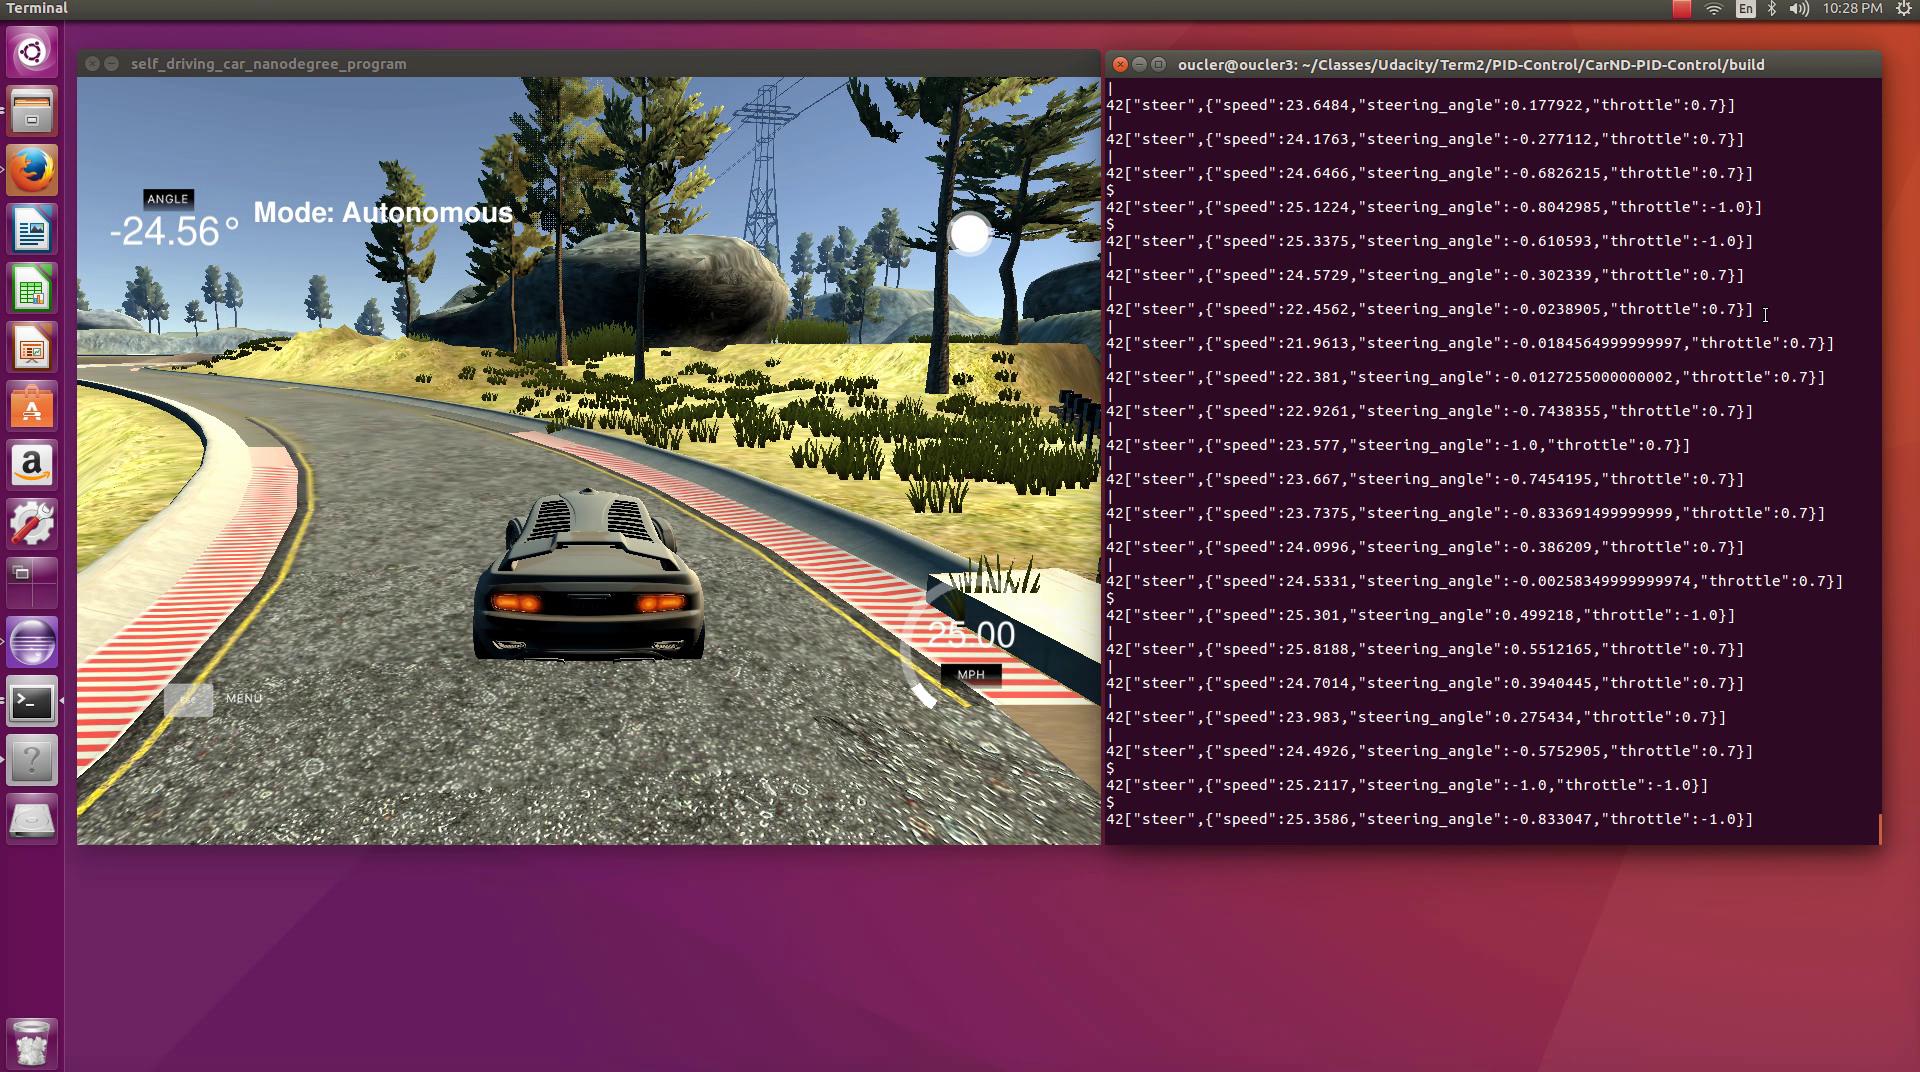 Terminal
En
10:28 PM
self_driving_car_nanodegree_program
ANGLE
-24.56°
Mode: Autonomous
25.00
MPH
ESC
MENU
oucler@oucler3: ~/Classes/Udacity/Term2/PID-Control/CarND-PID-Control/build
|
42["steer",{"speed":23.6484,"steering_angle":0.177922,"throttle":0.7}]
|
42["steer",{"speed":24.1763,"steering_angle":-0.277112,"throttle":0.7}]
|
42["steer",{"speed":24.6466,"steering_angle":-0.6826215,"throttle":0.7}]
$
42["steer",{"speed":25.1224,"steering_angle":-0.8042985,"throttle":-1.0}]
$
42["steer",{"speed":25.3375,"steering_angle":-0.610593,"throttle":-1.0}]
|
42["steer",{"speed":24.5729,"steering_angle":-0.302339,"throttle":0.7}]
|
42["steer",{"speed":22.4562,"steering_angle":-0.0238905,"throttle":0.7}]
|
42["steer",{"speed":21.9613,"steering_angle":-0.0184564999999997,"throttle":0.7}]
|
42["steer",{"speed":22.381,"steering_angle":-0.0127255000000002,"throttle":0.7}]
|
42["steer",{"speed":22.9261,"steering_angle":-0.7438355,"throttle":0.7}]
|
42["steer",{"speed":23.577,"steering_angle":-1.0,"throttle":0.7}]
|
42["steer",{"speed":23.667,"steering_angle":-0.7454195,"throttle":0.7}]
|
42["steer",{"speed":23.7375,"steering_angle":-0.833691499999999,"throttle":0.7}]
|
42["steer",{"speed":24.0996,"steering_angle":-0.386209,"throttle":0.7}]
|
42["steer",{"speed":24.5331,"steering_angle":-0.00258349999999974,"throttle":0.7}]
$
42["steer",{"speed":25.301,"steering_angle":0.499218,"throttle":-1.0}]
|
42["steer",{"speed":25.8188,"steering_angle":0.5512165,"throttle":0.7}]
|
42["steer",{"speed":24.7014,"steering_angle":0.3940445,"throttle":0.7}]
|
42["steer",{"speed":23.983,"steering_angle":0.275434,"throttle":0.7}]
|
42["steer",{"speed":24.4926,"steering_angle":-0.5752905,"throttle":0.7}]
$
42["steer",{"speed":25.2117,"steering_angle":-1.0,"throttle":-1.0}]
$
42["steer",{"speed":25.3586,"steering_angle":-0.833047,"throttle":-1.0}]